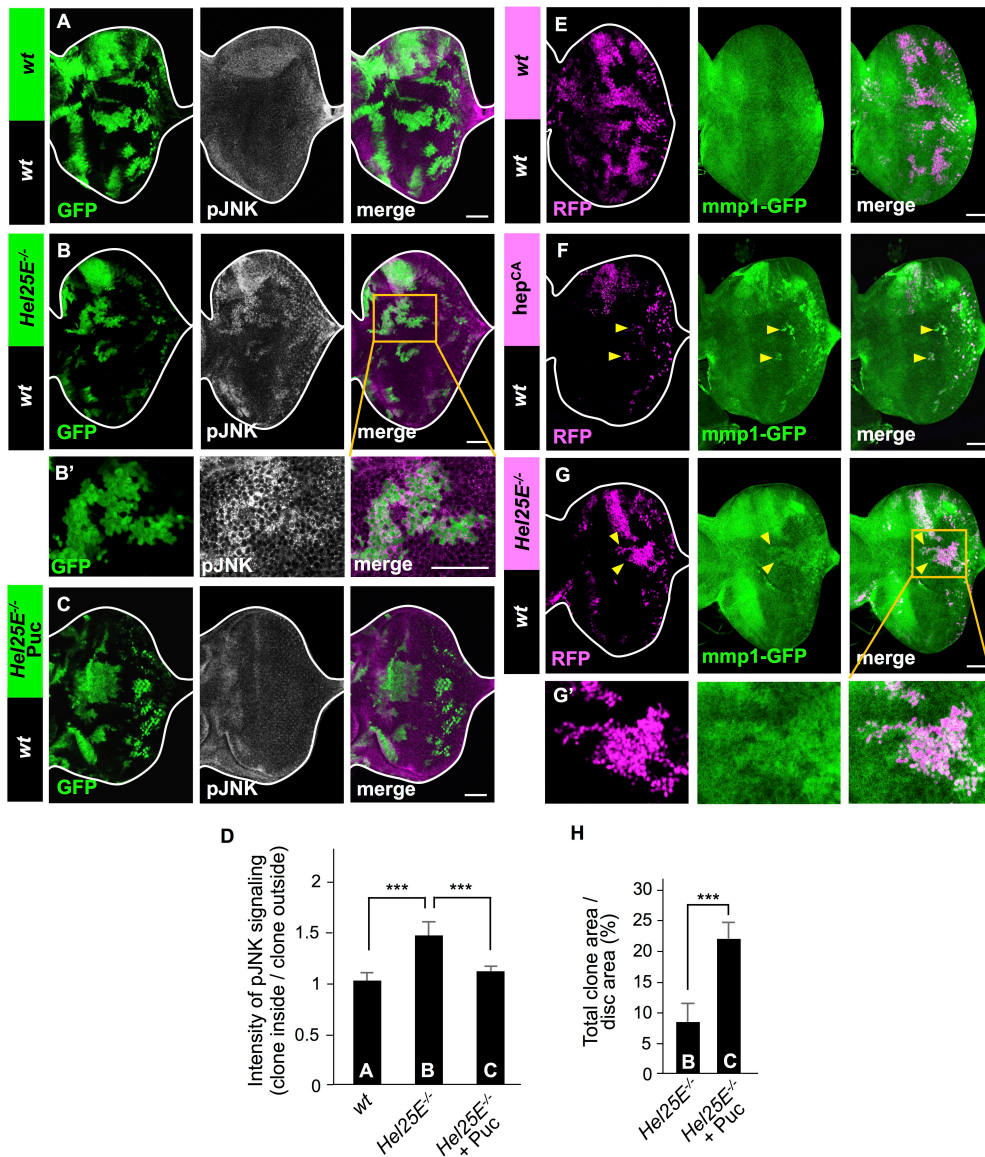 A
wt
wt
GFP
pJNK
merge
B
Hel25E-/-
wt
GFP
pJNK
merge
B'
GFP
pJNK
merge
C
Hel25E-/-
Puc
wt
GFP
pJNK
merge
E
wt
wt
RFP
mmp1-GFP
merge
F
hepCA
wt
RFP
mmp1-GFP
merge
G
Hel25E-/-
wt
RFP
mmp1-GFP
merge
G'
D
Intensity of pJNK signaling
(clone inside / clone outside)
2
1.5
1
0.5
0
***
***
A
B
C
wt
Hel25E-/-
Hel25E-/-
+ Puc
H
Total clone area /
disc area (%)
30
25
20
15
10
5
0
***
B
C
Hel25E-/-
Hel25E-/-
+ Puc